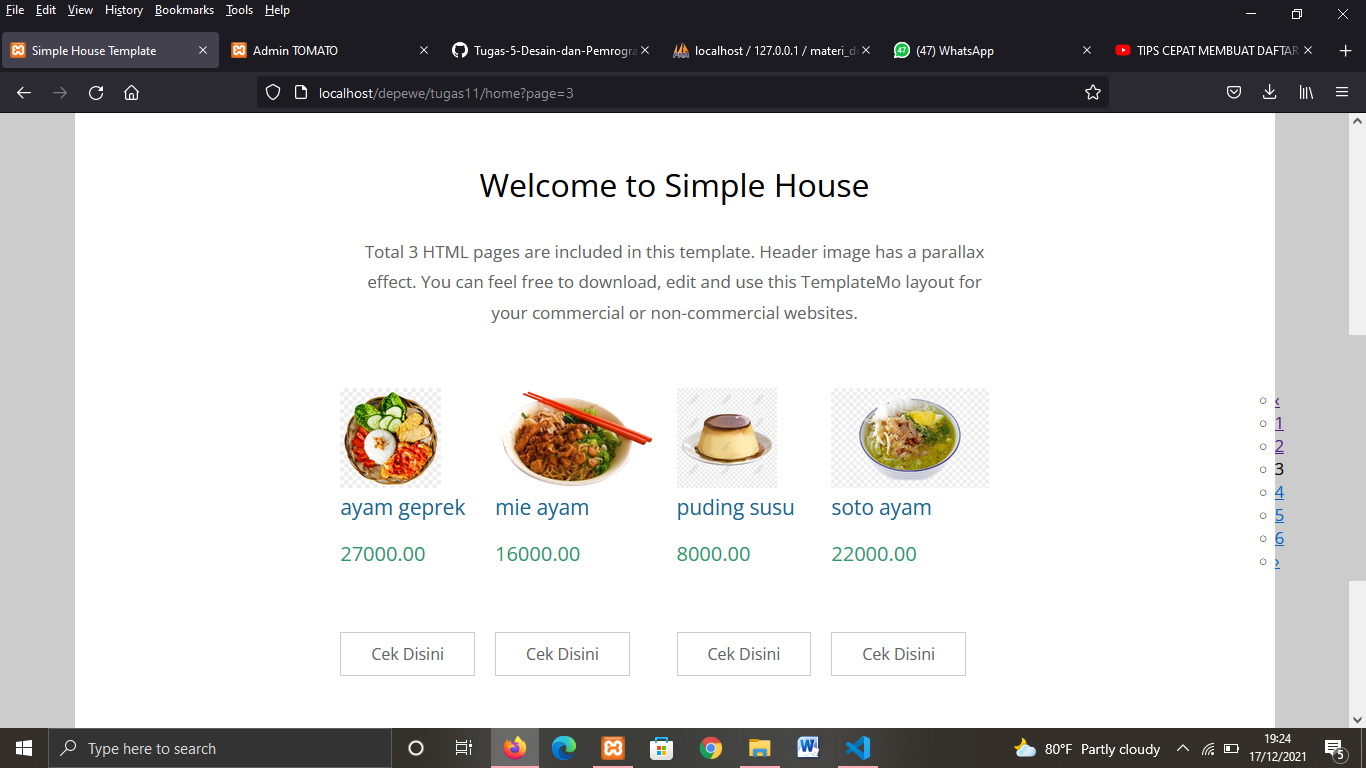 File Edit View History Bookmarks Tools Help
Simple House Template
Admin TOMATO
Tugas-5-Desain-dan-Pemrogra
localhost / 127.0.0.1 / materi_d
47 (47) WhatsApp
TIPS CEPAT MEMBUAT DAFTAR
localhost/depewe/tugas11/home?page=3
Welcome to Simple House
Total 3 HTML pages are included in this template. Header image has a parallax
effect. You can feel free to download, edit and use this TemplateMo layout for
your commercial or non-commercial websites.
ayam geprek
27000.00
Cek Disini
mie ayam
16000.00
Cek Disini
puding susu
8000.00
Cek Disini
soto ayam
22000.00
Cek Disini
‹
1
2
3
4
5
6
›
Type here to search
80°F Partly cloudy
19:24
17/12/2021
5